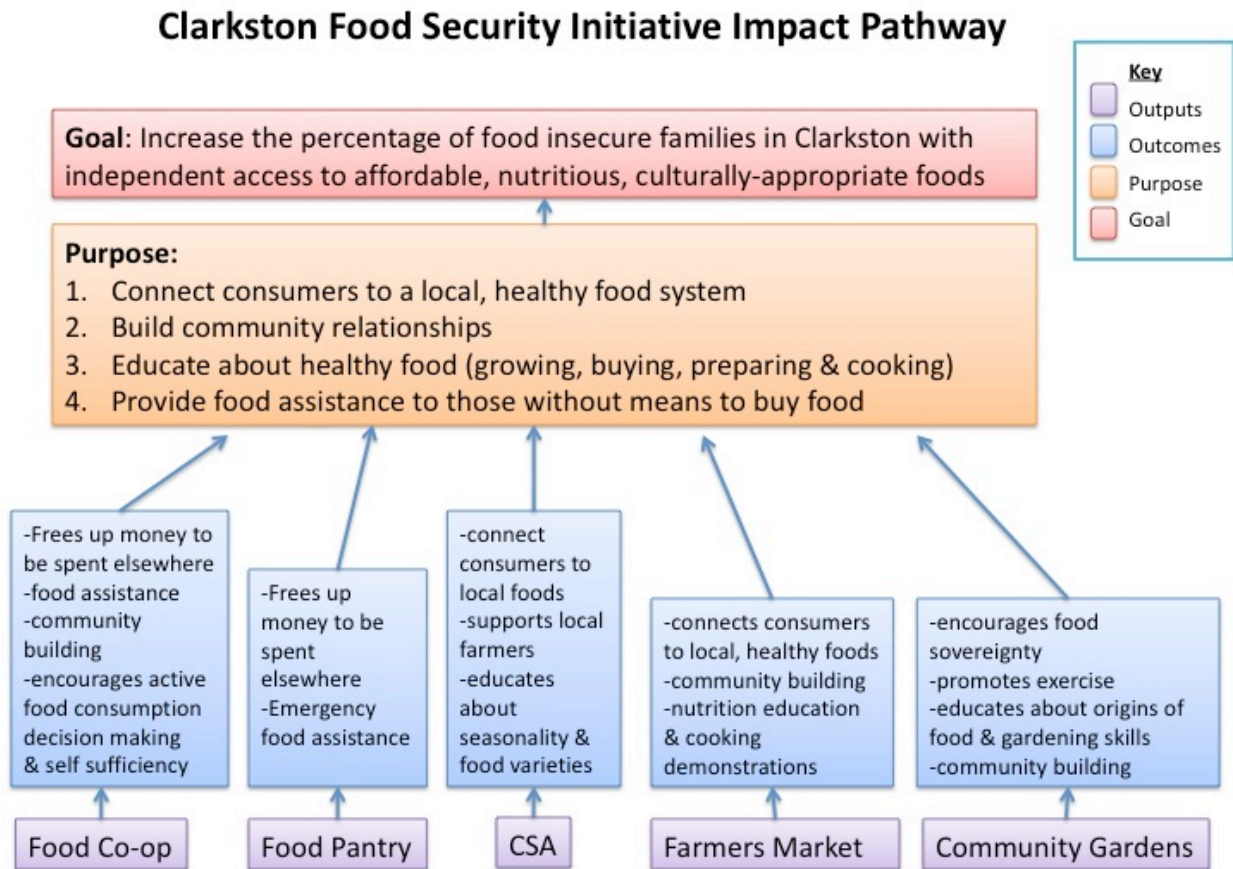 Clarkston Food Security Initiative Impact Pathway
Key
Outputs
Outcomes
Purpose
Goal
Goal: Increase the percentage of food insecure families in Clarkston with
independent access to affordable, nutritious, culturally-appropriate foods
Purpose:
1. Connect consumers to a local, healthy food system
2. Build community relationships
3. Educate about healthy food (growing, buying, preparing & cooking)
4. Provide food assistance to those without means to buy food
-Frees up money to
be spent elsewhere
-food assistance
-community
building
-encourages active
food consumption
decision making
& self sufficiency
-Frees up
money to be
spent
elsewhere
-Emergency
food assistance
-connect
consumers to
local foods
-supports local
farmers
-educates
about
seasonality &
food varieties
-connects consumers
to local, healthy foods
-community building
-nutrition education
& cooking
demonstrations
-encourages food
sovereignty
-promotes exercise
-educates about origins of
food & gardening skills
-community building
Food Co-op
Food Pantry
CSA
Farmers Market
Community Gardens